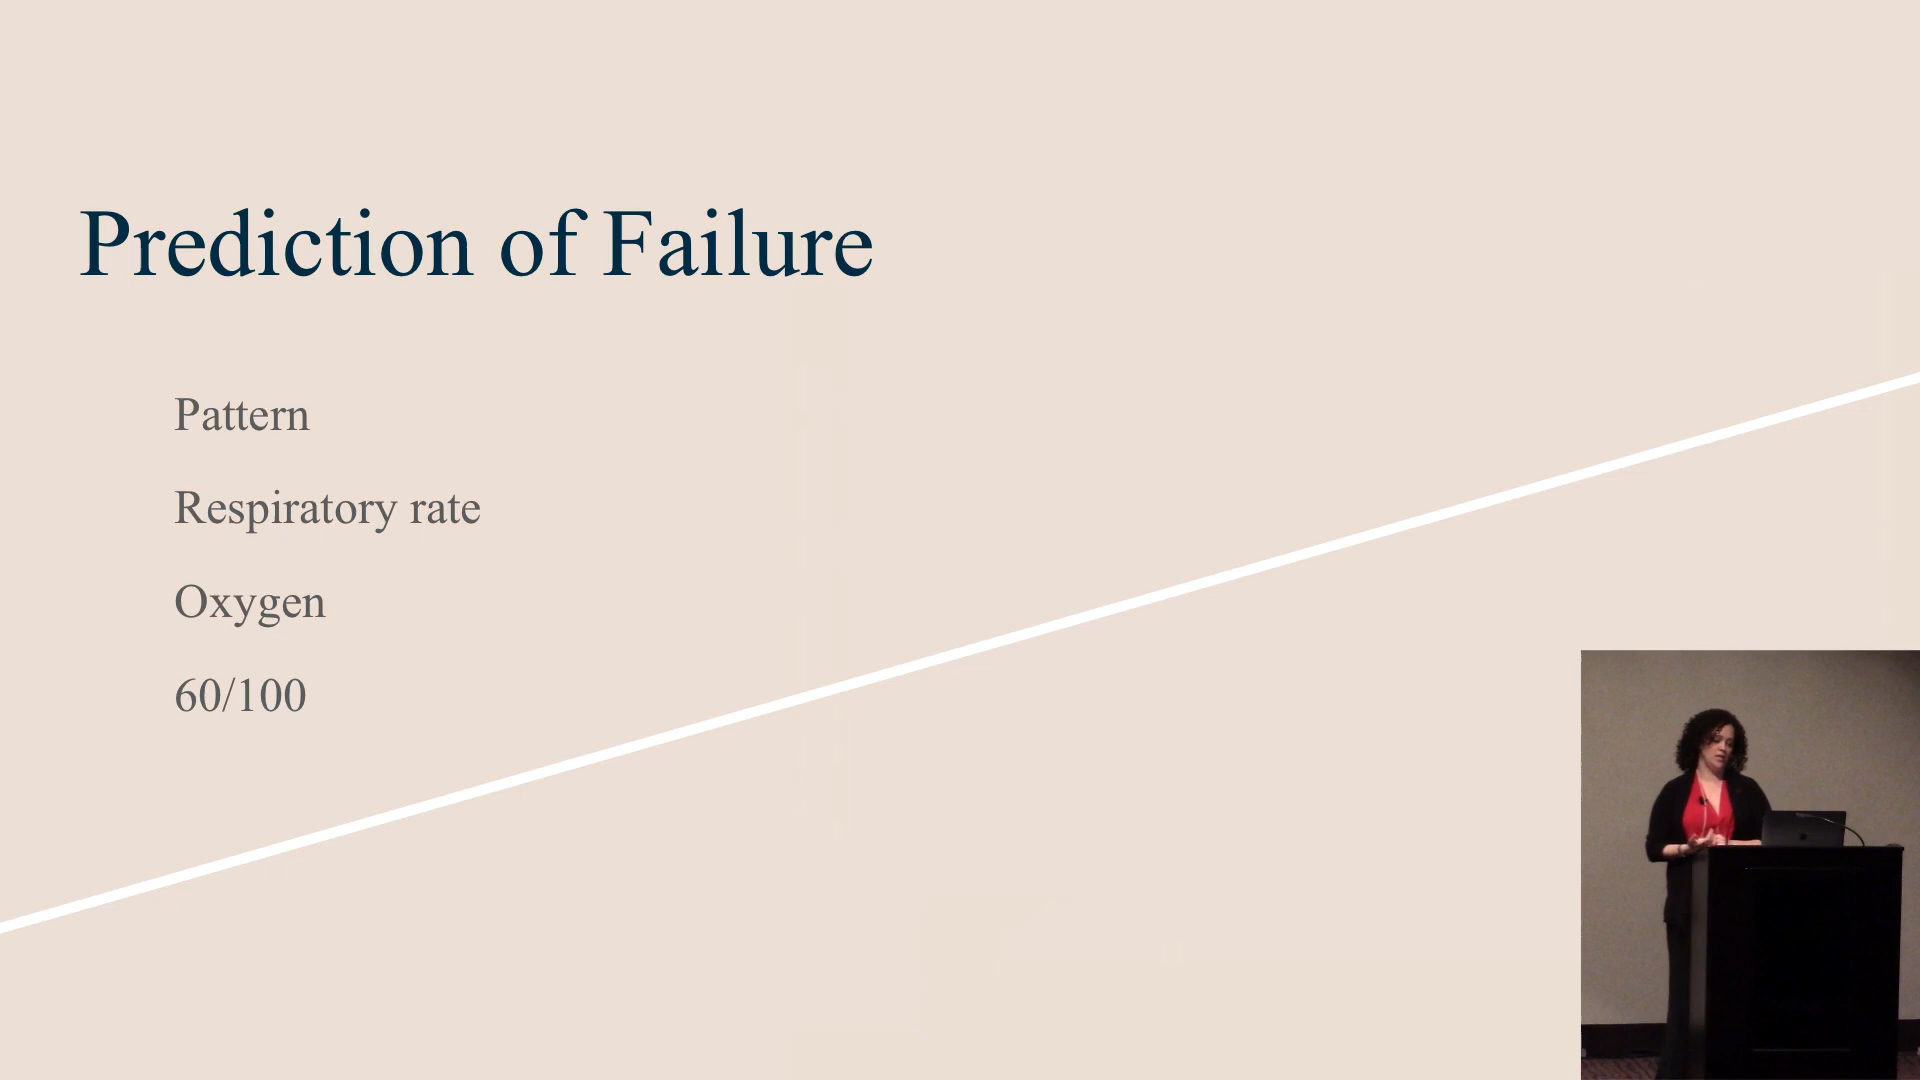 Prediction of Failure
Pattern
Respiratory rate
Oxygen
60/100